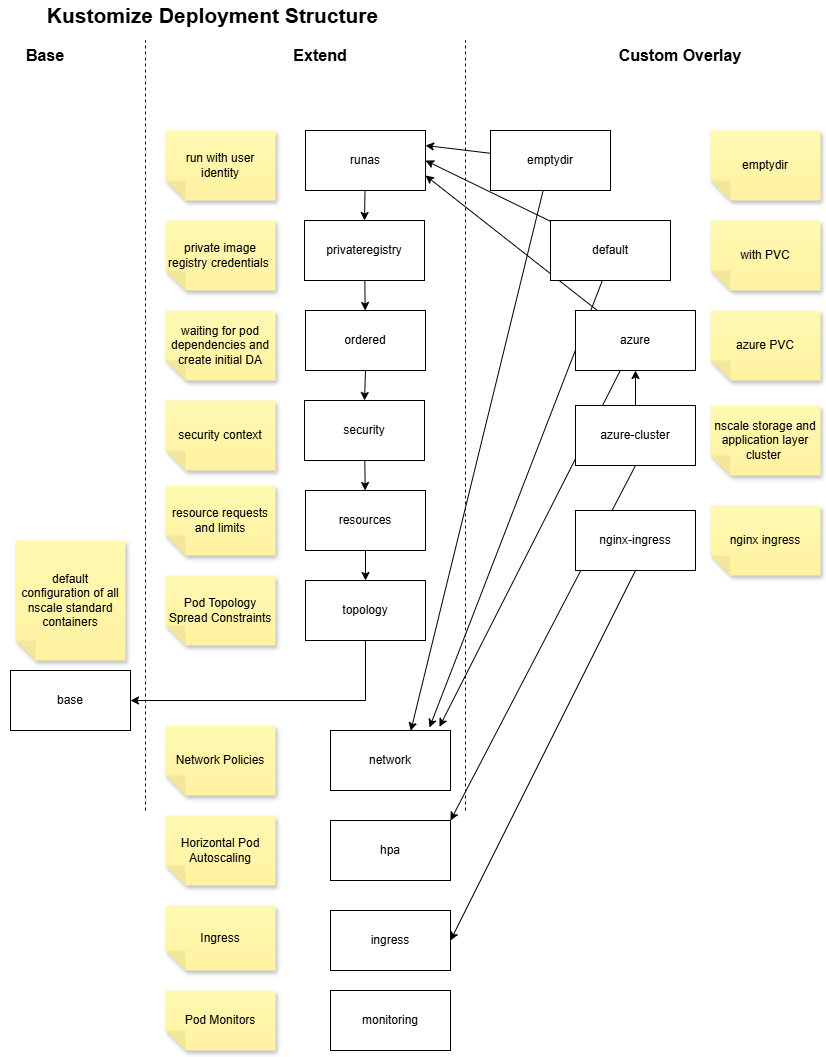 Kustomize Deployment Structure
Base
Extend
Custom Overlay
run with user
identity
runas
emptydir
emptydir
private image
registry credentials
privateregistry
default
with PVC
waiting for pod
dependencies and
create initial DA
ordered
azure
azure PVC
security context
security
azure-cluster
nscale storage and
application layer
cluster
resource requests
and limits
resources
nginx-ingress
nginx ingress
default
configuration of all
nscale standard
containers
Pod Topology
Spread Constraints
topology
base
Network Policies
network
Horizontal Pod
Autoscaling
hpa
Ingress
ingress
Pod Monitors
monitoring